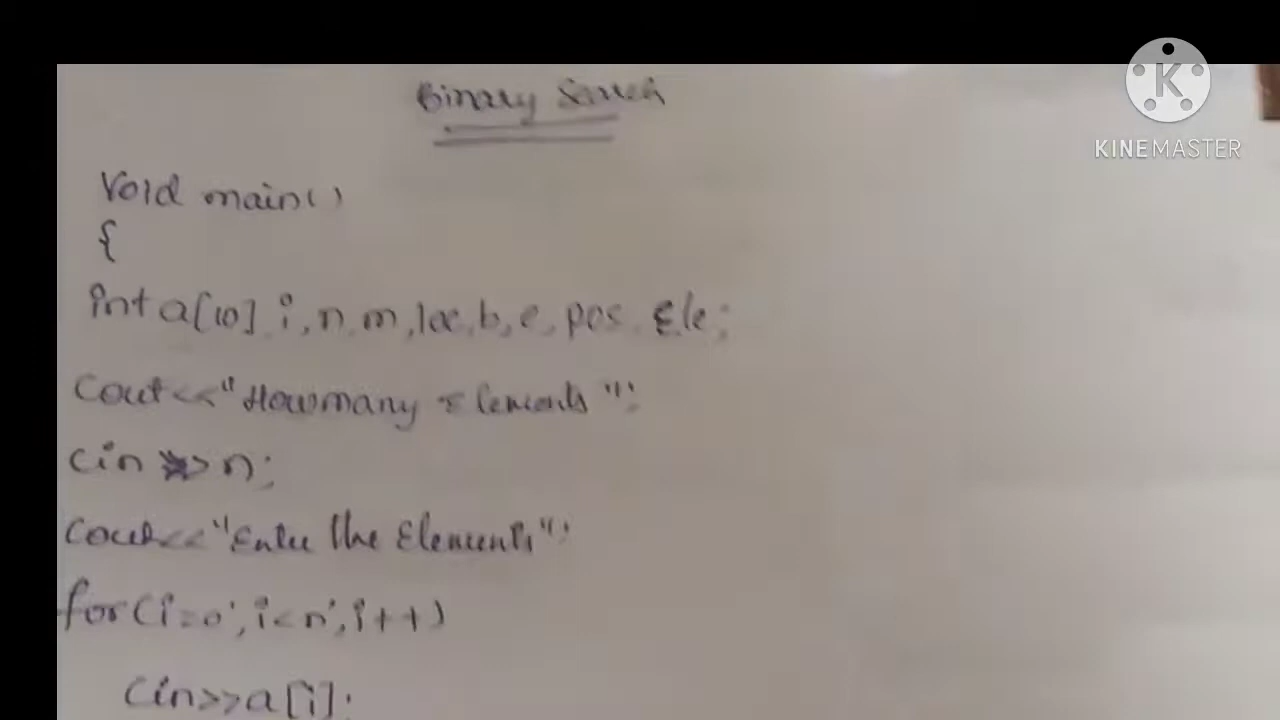 Binary Search
KINEMASTER
Void main()
{
int a[10], i, n, m, loc, b, e, pos, Ele;
Cout<<"Howmany Elements";
Cin >> n;
Cout<<"Enter the Elements";
for(i=0; i<n; i++)
Cin>>a[i];